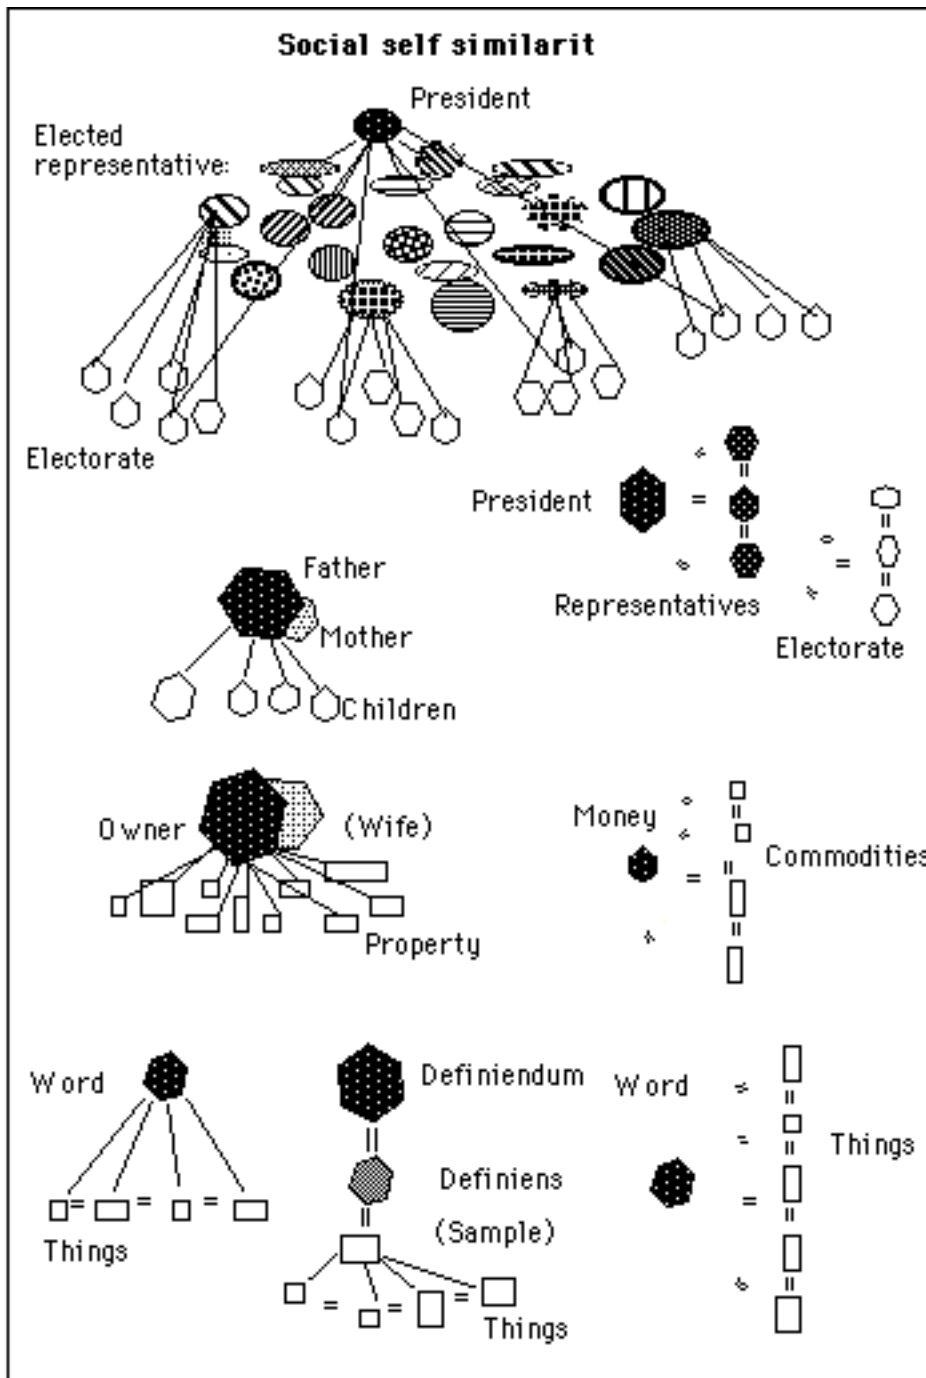 Social self similarit
President
Elected
representative:
Electorate
President =
Representatives
=
Electorate
Father
Mother
Children
Owner
(Wife)
Property
Money
=
Commodities
Word
= = =
Things
Definiendum
Definiens
(Sample)
= = =
Things
Word
Things
=